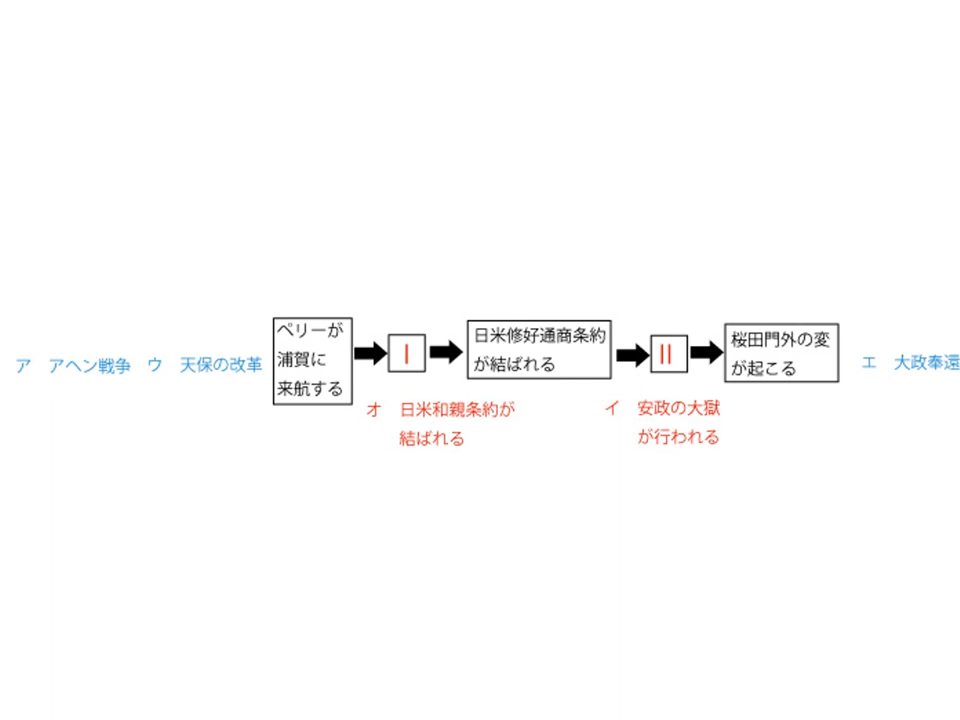 ア　アヘン戦争　ウ　天保の改革
ペリーが
浦賀に
来航する
Ⅰ
オ　日米和親条約が
結ばれる
日米修好通商条約
が結ばれる
Ⅱ
イ　安政の大獄
が行われる
桜田門外の変
が起こる
エ　大政奉還